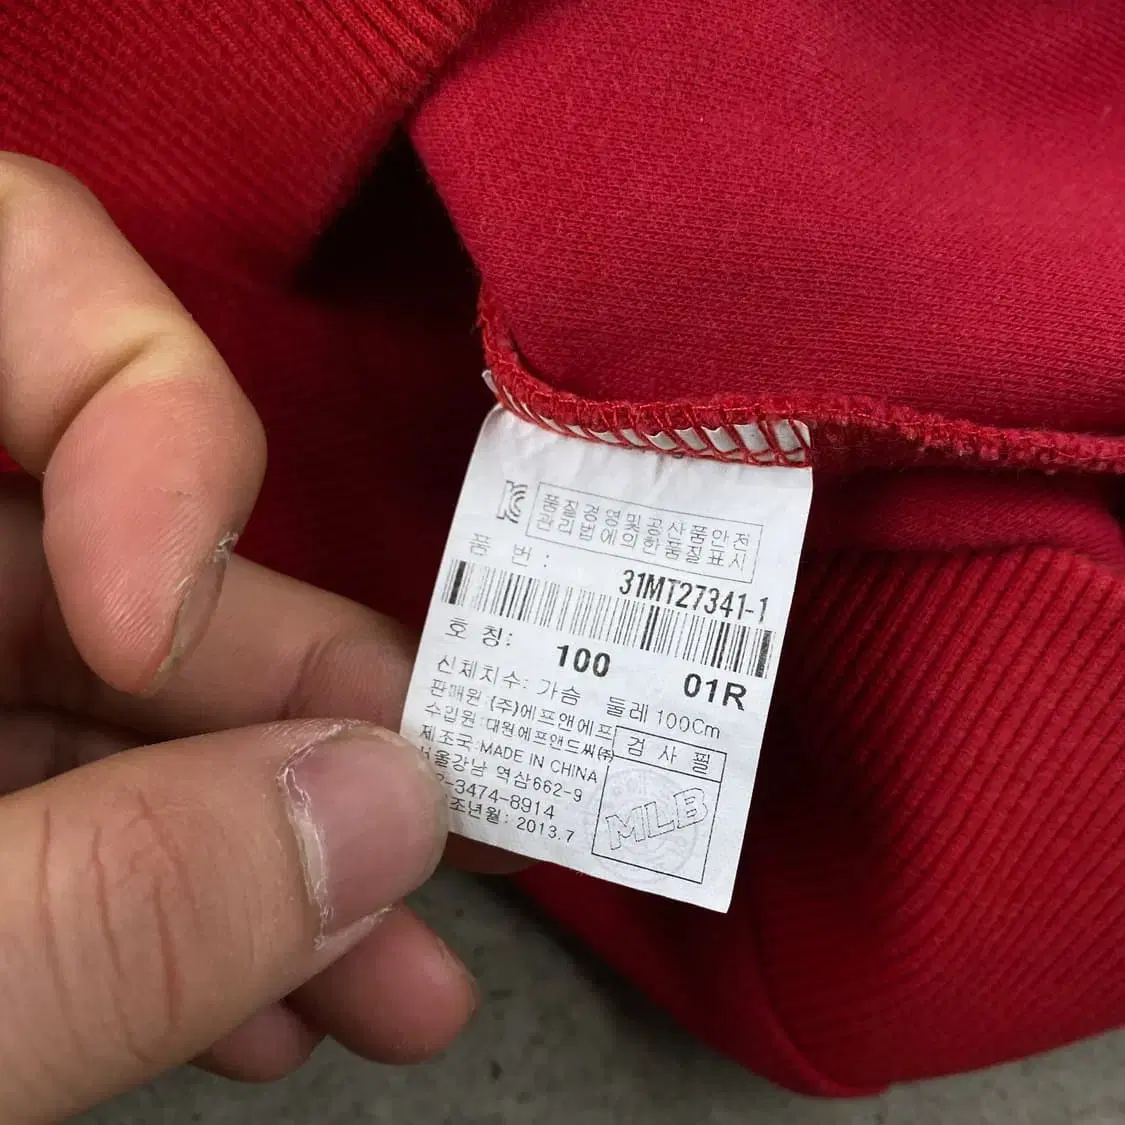 품질경영및공산품안전
관리법에의한품질표시
품 번 :
31MT27341-1
호 칭: 100 01R
신체치수: 가슴 둘레 100Cm
판매원:(주)에프앤에프
수입원:대원에프앤드씨(주)
제조국:MADE IN CHINA
서울강남 역삼662-9
-3474-8914
조년월: 2013.7
검 사 필
MLB